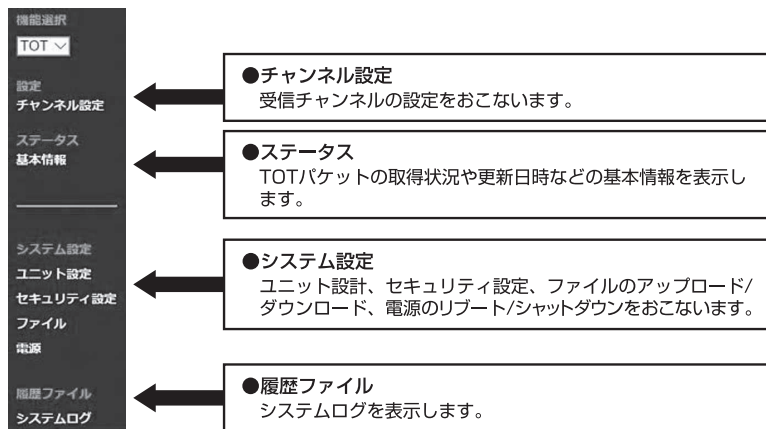 機能選択
TOT
設定
チャンネル設定
ステータス
基本情報
システム設定
ユニット設定
セキュリティ設定
ファイル
電源
履歴ファイル
システムログ
●チャンネル設定
受信チャンネルの設定をおこないます。
●ステータス
TOTパケットの取得状況や更新日時などの基本情報を表示し
ます。
●システム設定
ユニット設計、セキュリティ設定、ファイルのアップロード/
ダウンロード、電源のリブート/シャットダウンをおこないます。
●履歴ファイル
システムログを表示します。